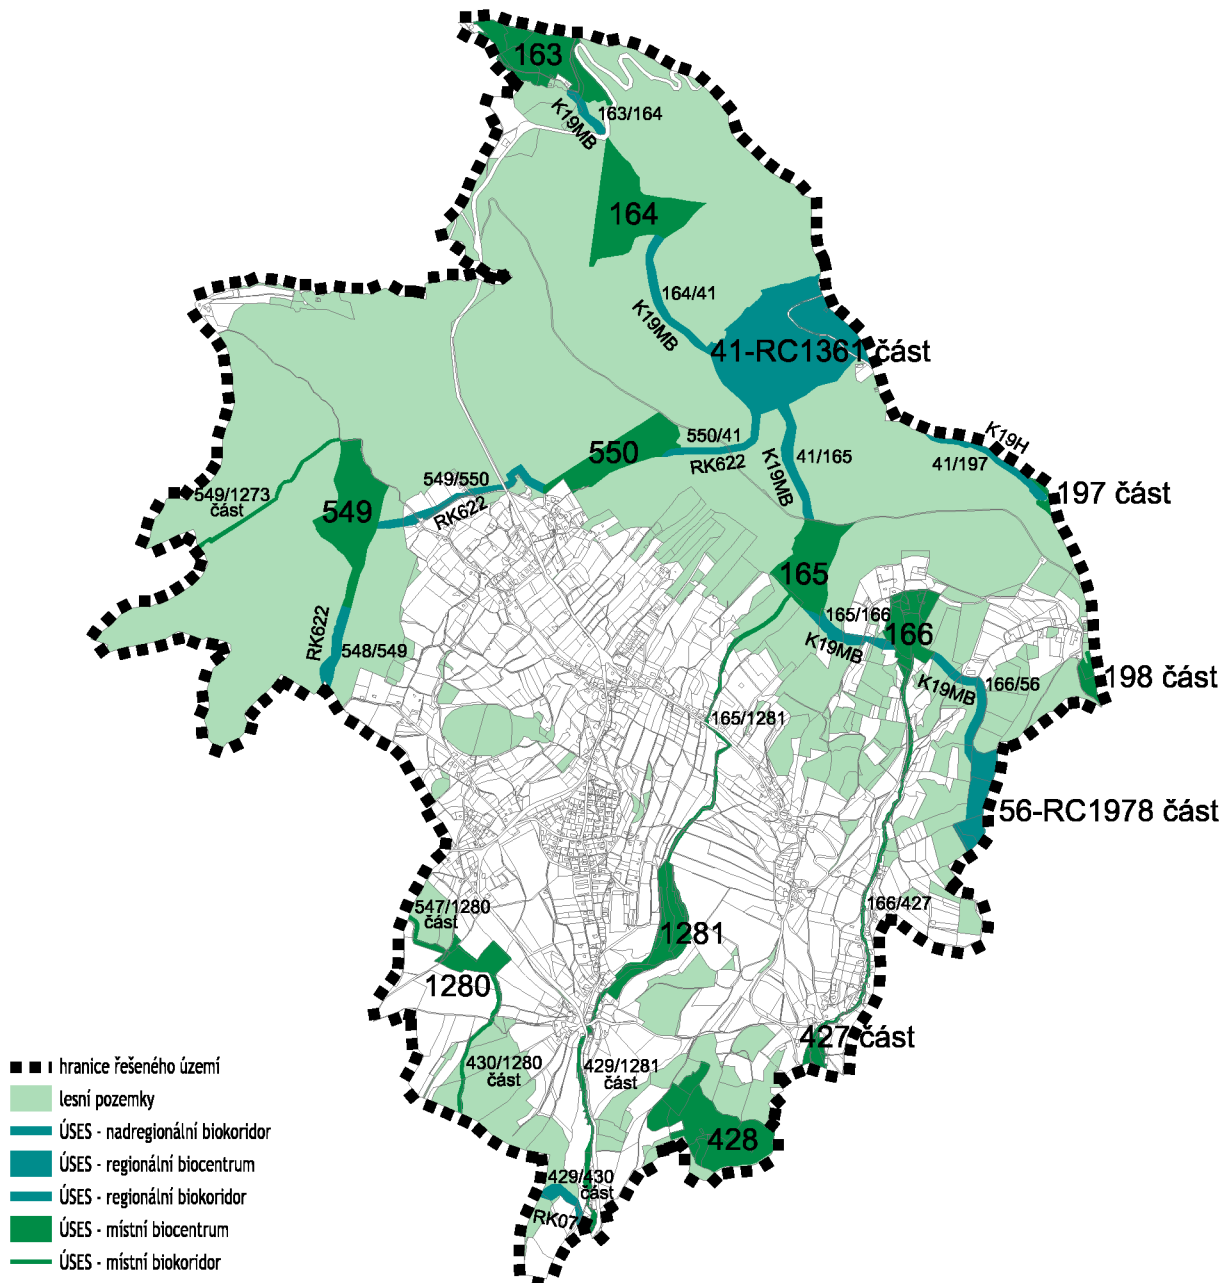 163
163/164
K19MB
164
164/41
K19MB
41-RC1361 část
550
550/41
RK622
K19MB
41/165
K19H
41/197
197 část
549/1273
část
549
549/550
RK622
165
165/166
K19MB
166
K19MB
166/56
198 část
RK622
548/549
165/1281
56-RC1978 část
547/1280
část
166/427
1281
1280
427 část
430/1280
část
429/1281
část
428
429/430
část
RK07
hranice řešeného území
lesní pozemky
ÚSES - nadregionální biokoridor
ÚSES - regionální biocentrum
ÚSES - regionální biokoridor
ÚSES - místní biocentrum
ÚSES - místní biokoridor